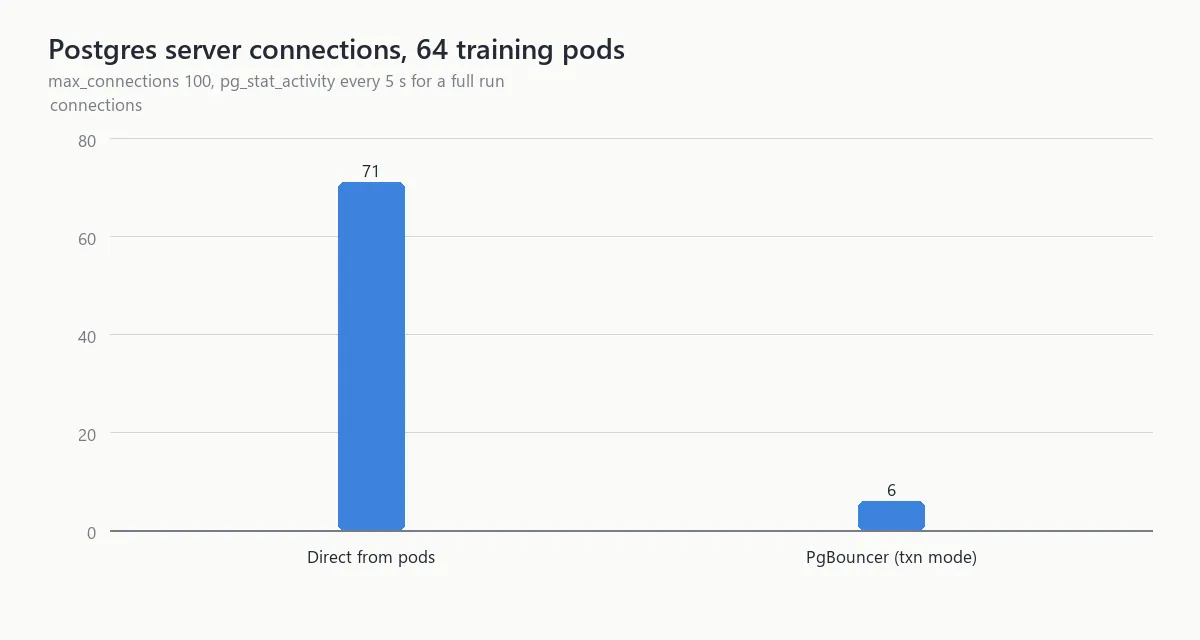 Postgres server connections, 64 training pods
max_connections 100, pg_stat_activity every 5 s for a full run
connections
80
71
60
40
20
6
0
Direct from pods
PgBouncer (txn mode)